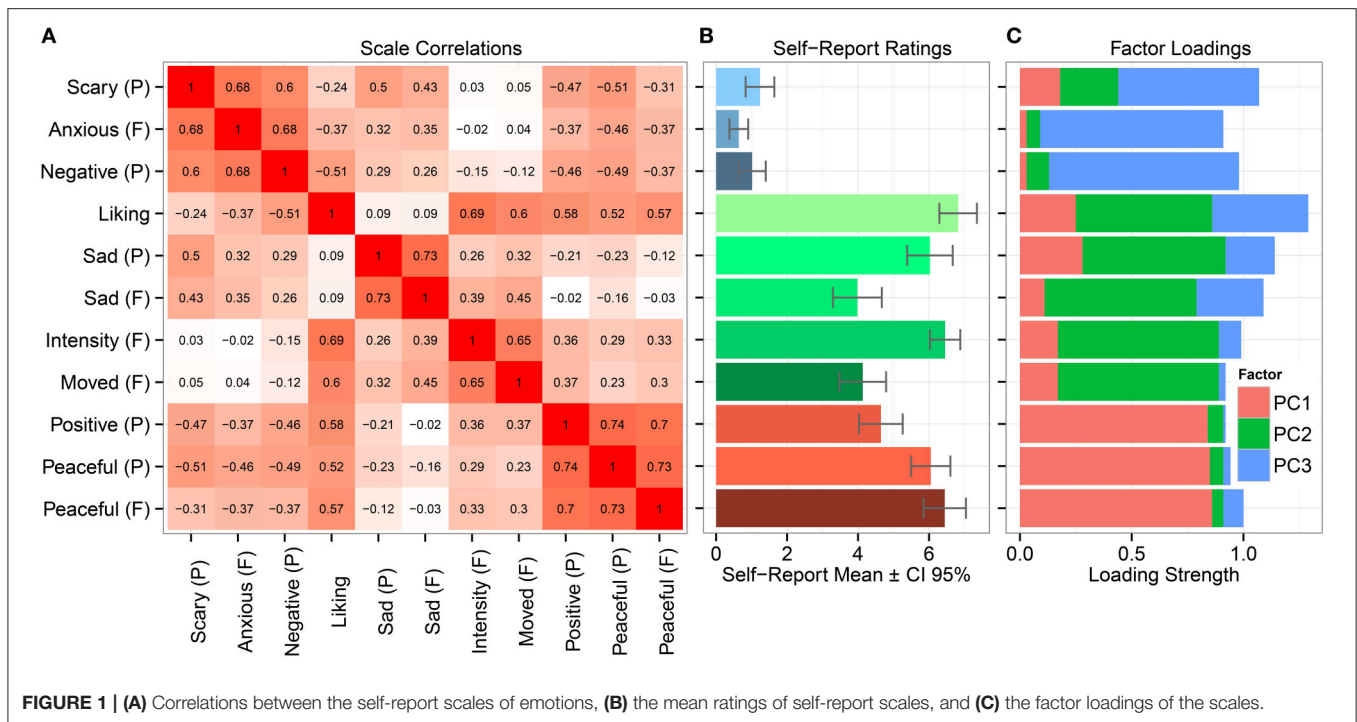 A
Scale Correlations
B
Self-Report Ratings
C
Factor Loadings
Scary (P) 1 0.68 0.6 −0.24 0.5 0.43 0.03 0.05 −0.47 −0.51 −0.31
Anxious (F) 0.68 1 0.68 −0.37 0.32 0.35 −0.02 0.04 −0.37 −0.46 −0.37
Negative (P) 0.6 0.68 1 −0.51 0.29 0.26 −0.15 −0.12 −0.46 −0.49 −0.37
Liking −0.24 −0.37 −0.51 1 0.09 0.09 0.69 0.6 0.58 0.52 0.57
Sad (P) 0.5 0.32 0.29 0.09 1 0.73 0.26 0.32 −0.21 −0.23 −0.12
Sad (F) 0.43 0.35 0.26 0.09 0.73 1 0.39 0.45 −0.02 −0.16 −0.03
Intensity (F) 0.03 −0.02 −0.15 0.69 0.26 0.39 1 0.65 0.36 0.29 0.33
Moved (F) 0.05 0.04 −0.12 0.6 0.32 0.45 0.65 1 0.37 0.23 0.3
Positive (P) −0.47 −0.37 −0.46 0.58 −0.21 −0.02 0.36 0.37 1 0.74 0.7
Peaceful (P) −0.51 −0.46 −0.49 0.52 −0.23 −0.16 0.29 0.23 0.74 1 0.73
Peaceful (F) −0.31 −0.37 −0.37 0.57 −0.12 −0.03 0.33 0.3 0.7 0.73 1
Scary (P)
Anxious (F)
Negative (P)
Liking
Sad (P)
Sad (F)
Intensity (F)
Moved (F)
Positive (P)
Peaceful (P)
Peaceful (F)
0 2 4 6
Self-Report Mean ± CI 95%
Factor
PC1
PC2
PC3
0.0 0.5 1.0
Loading Strength
FIGURE 1 | (A) Correlations between the self-report scales of emotions, (B) the mean ratings of self-report scales, and (C) the factor loadings of the scales.